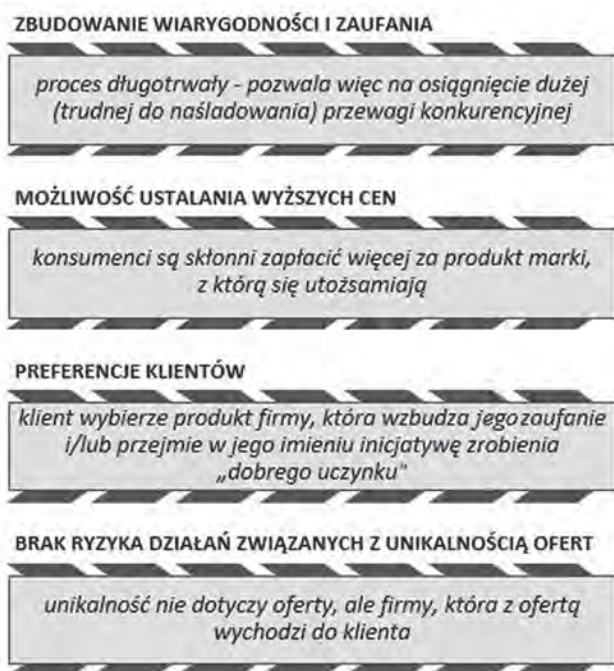 ZBUDOWANIE WIARYGODNOŚCI I ZAUFANIA
proces długotrwały - pozwala więc na osiągnięcie dużej
(trudnej do naśladowania) przewagi konkurencyjnej
MOŻLIWOŚĆ USTALANIA WYŻSZYCH CEN
konsumenci są skłonni zapłacić więcej za produkt marki,
z którą się utożsamiają
PREFERENCJE KLIENTÓW
klient wybierze produkt firmy, która wzbudza jego zaufanie
i/lub przejmie w jego imieniu inicjatywę zrobienia
„dobrego uczynku"
BRAK RYZYKA DZIAŁAŃ ZWIĄZANYCH Z UNIKALNOŚCIĄ OFERT
unikalność nie dotyczy oferty, ale firmy, która z ofertą
wychodzi do klienta